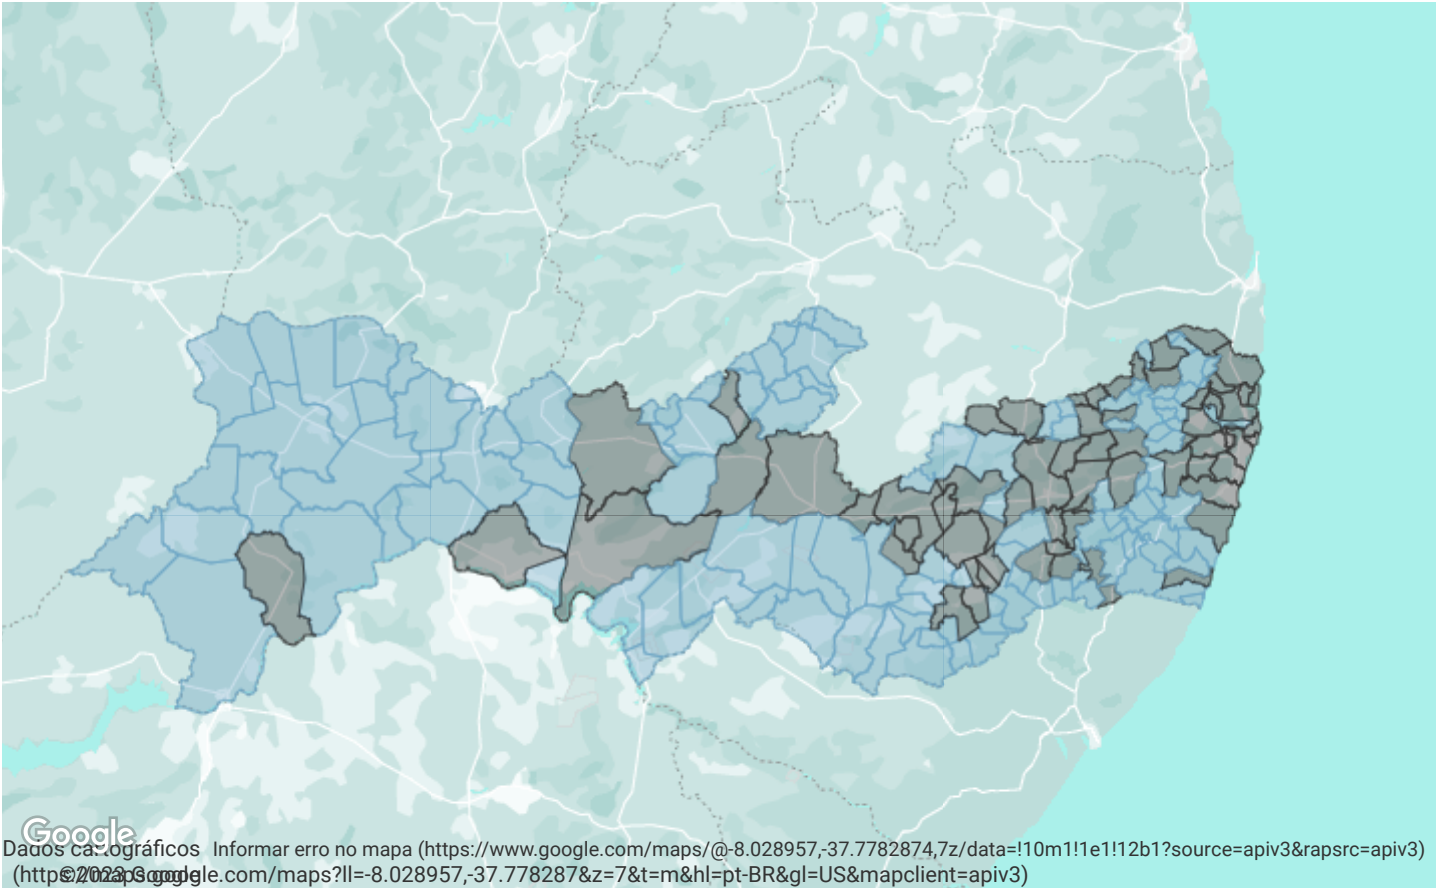 Google
Dados cartográficos Informar erro no mapa (https://www.google.com/maps/@-8.028957,-37.7782874,7z/data=!10m1!1e1!12b1?source=apiv3&rapsrc=apiv3)
©2023 Google
(https://maps.google.com/maps?ll=-8.028957,-37.778287&z=7&t=m&hl=pt-BR&gl=US&mapclient=apiv3)